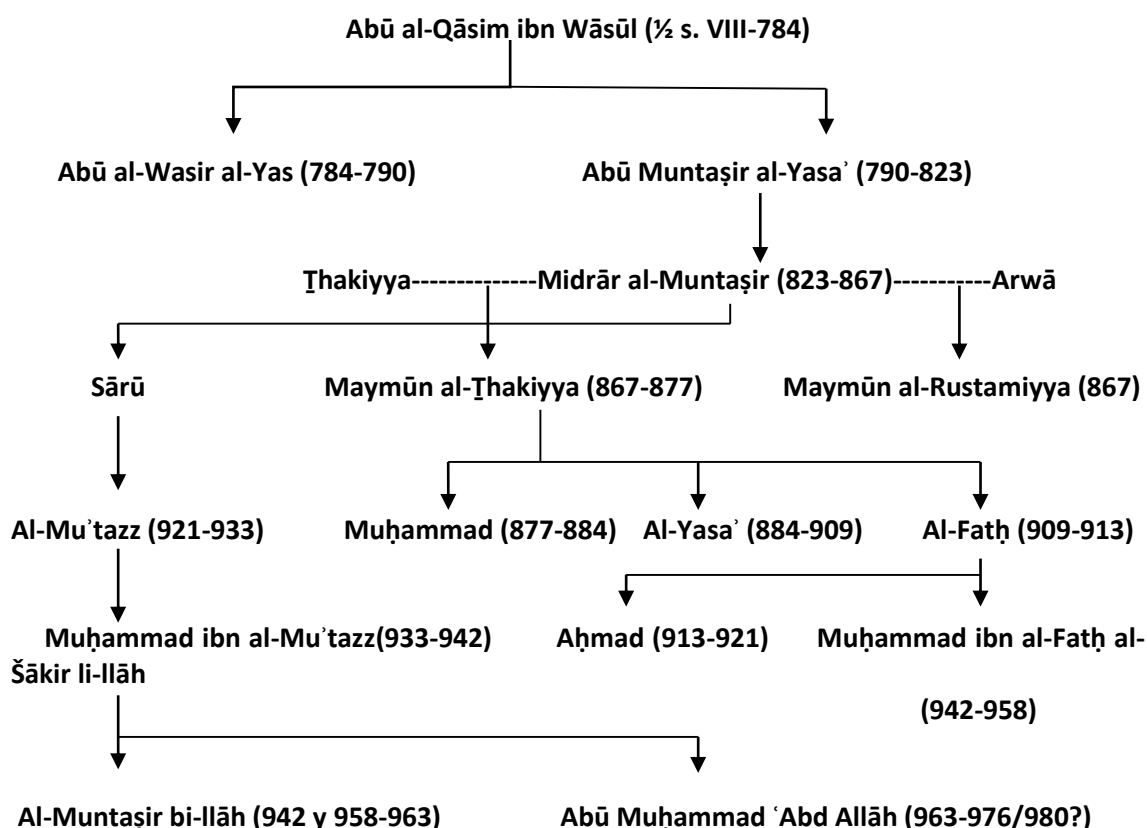 Abū al-Qāsim ibn Wāsūl (½ s. VIII-784)
Abū al-Wasir al-Yas (784-790) Abū Muntaṣir al-Yasaʾ (790-823)
Ṯhakiyya--------------Midrār al-Muntaṣir (823-867)-----------Arwā
Sārū Maymūn al-Ṯhakiyya (867-877) Maymūn al-Rustamiyya (867)
Al-Muʾtazz (921-933) Muḥammad (877-884) Al-Yasaʾ (884-909) Al-Fatḥ (909-913)
Muḥammad ibn al-Muʾtazz(933-942) Aḥmad (913-921) Muḥammad ibn al-Fatḥ al-
Šākir li-llāh
(942-958)
Al-Muntaṣir bi-llāh (942 y 958-963) Abū Muḥammad ʿAbd Allāh (963-976/980?)